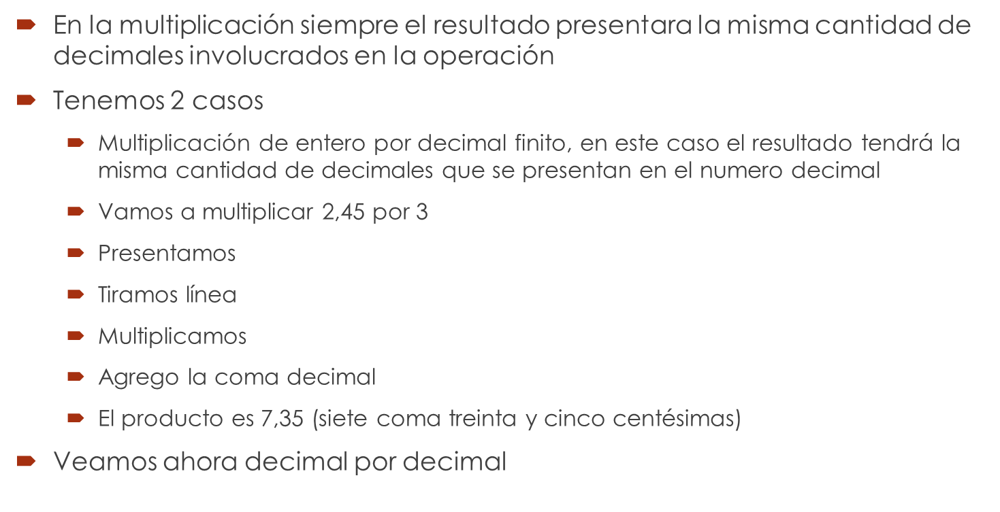 En la multiplicación siempre el resultado presentara la misma cantidad de
decimales involucrados en la operación
Tenemos 2 casos
Multiplicación de entero por decimal finito, en este caso el resultado tendrá la
misma cantidad de decimales que se presentan en el numero decimal
Vamos a multiplicar 2,45 por 3
Presentamos
Tiramos línea
Multiplicamos
Agrego la coma decimal
El producto es 7,35 (siete coma treinta y cinco centésimas)
Veamos ahora decimal por decimal